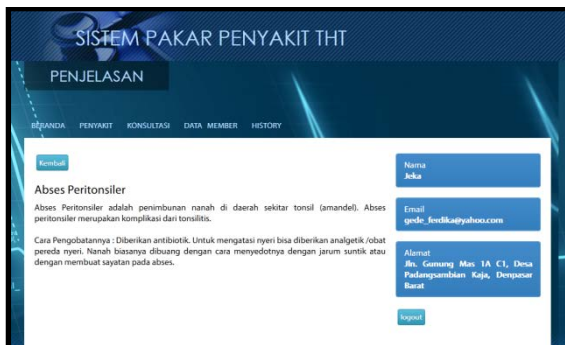 SISTEM PAKAR PENYAKIT THT
PENJELASAN
BERANDA PENYAKIT KONSULTASI DATA MEMBER HISTORY
Kembali
Abses Peritonsiler
Abses Peritonsiler adalah penimbunan nanah di daerah sekitar tonsil (amandel). Abses
peritonsiler merupakan komplikasi dari tonsilitis.
Cara Pengobatannya : Diberikan antibiotik. Untuk mengatasi nyeri bisa diberikan analgetik /obat
pereda nyeri. Nanah biasanya dibuang dengan cara menyedotnya dengan jarum suntik atau
dengan membuat sayatan pada abses.
Nama
Jeka
Email
gede_ferdika@yahoo.com
Alamat
Jln. Gunung Mas 1A C1, Desa
Padangsambian Kaja, Denpasar
Barat
logout